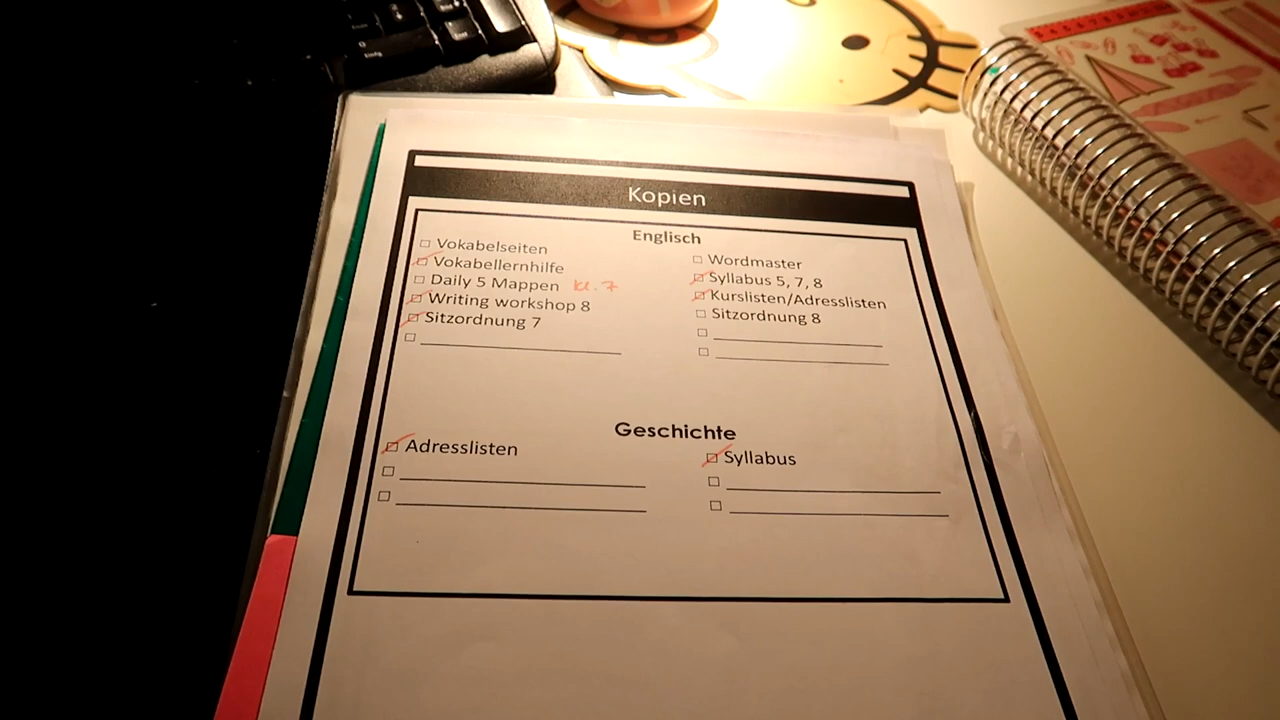 Kopien
Englisch
Vokabelseiten
Vokabellernhilfe
Daily 5 Mappen kl. 7
Writing workshop 8
Sitzordnung 7
Wordmaster
Syllabus 5, 7, 8
Kurslisten/Adresslisten
Sitzordnung 8
Geschichte
Adresslisten
Syllabus